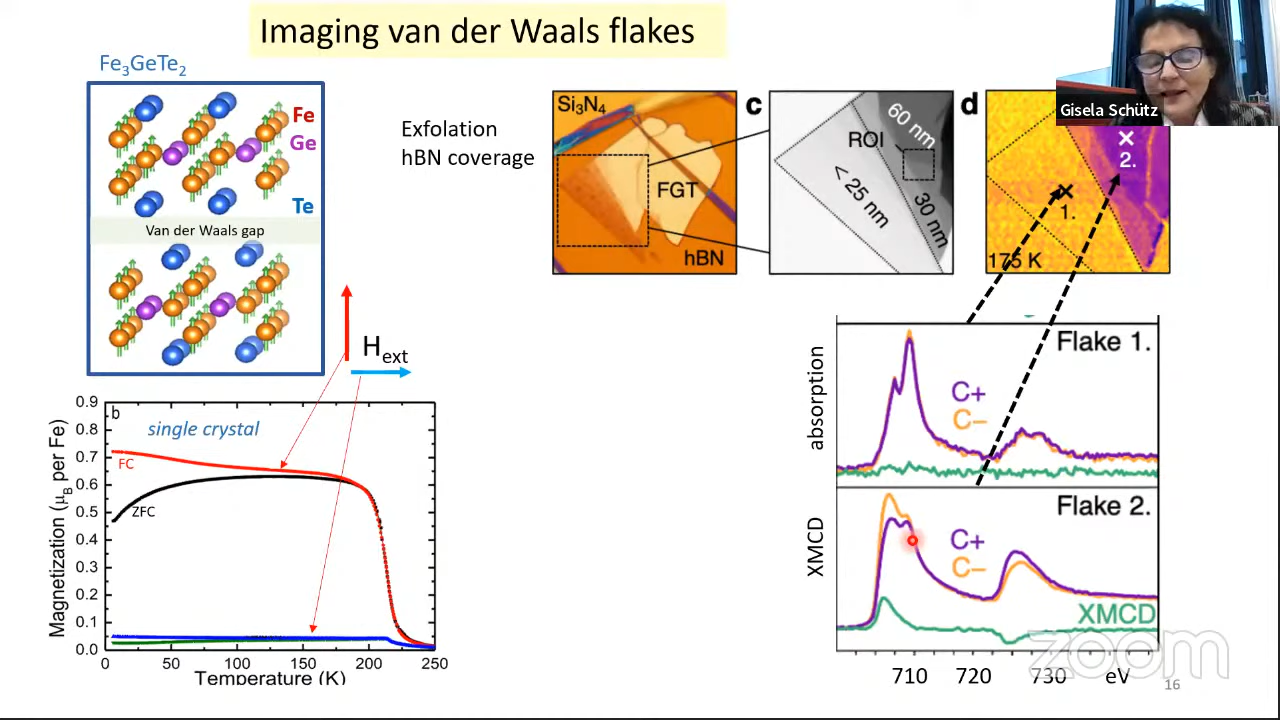 Imaging van der Waals flakes
Fe3GeTe2
Fe
Ge
Te
Van der Waals gap
Exfolation
hBN coverage
Hext
Si3N4
FGT
hBN
c
60 nm
ROI
< 25 nm
30 nm
d
2.
1.
175 K
Gisela Schütz
b
single crystal
FC
ZFC
Magnetization (μB per Fe)
0.9
0.8
0.7
0.6
0.5
0.4
0.3
0.2
0.1
0.0
0
50
100
150
200
250
Temperature (K)
absorption
Flake 1.
C+
C−
XMCD
Flake 2.
C+
C−
XMCD
710 720 730 eV
zoom
16